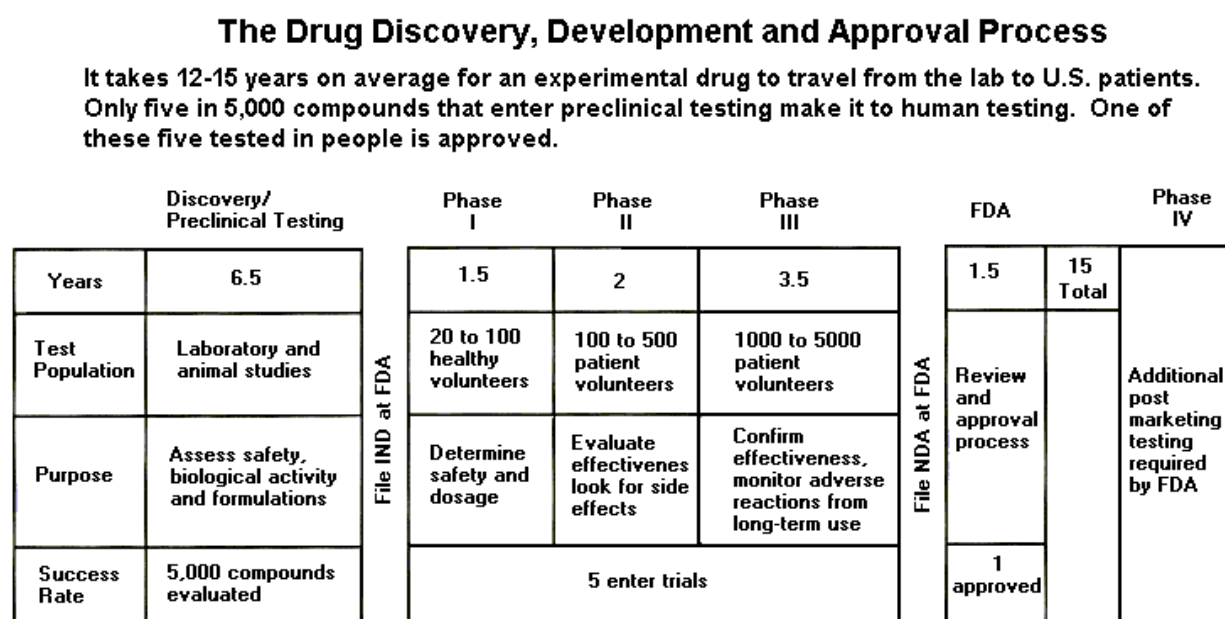 The Drug Discovery, Development and Approval Process
It takes 12-15 years on average for an experimental drug to travel from the lab to U.S. patients.
Only five in 5,000 compounds that enter preclinical testing make it to human testing.  One of
these five tested in people is approved.
Discovery/
Preclinical Testing
Phase
I
Phase
II
Phase
III
FDA
Phase
IV
Years
6.5
1.5
2
3.5
1.5
15
Total
Test
Population
Laboratory and
animal studies
File IND at FDA
20 to 100
healthy
volunteers
100 to 500
patient
volunteers
1000 to 5000
patient
volunteers
File NDA at FDA
Review
and
approval
process
Additional
post
marketing
testing
required
by FDA
Purpose
Assess safety,
biological activity
and formulations
Determine
safety and
dosage
Evaluate
effectivenes
look for side
effects
Confirm
effectiveness,
monitor adverse
reactions from
long-term use
Success
Rate
5,000 compounds
evaluated
5 enter trials
1
approved